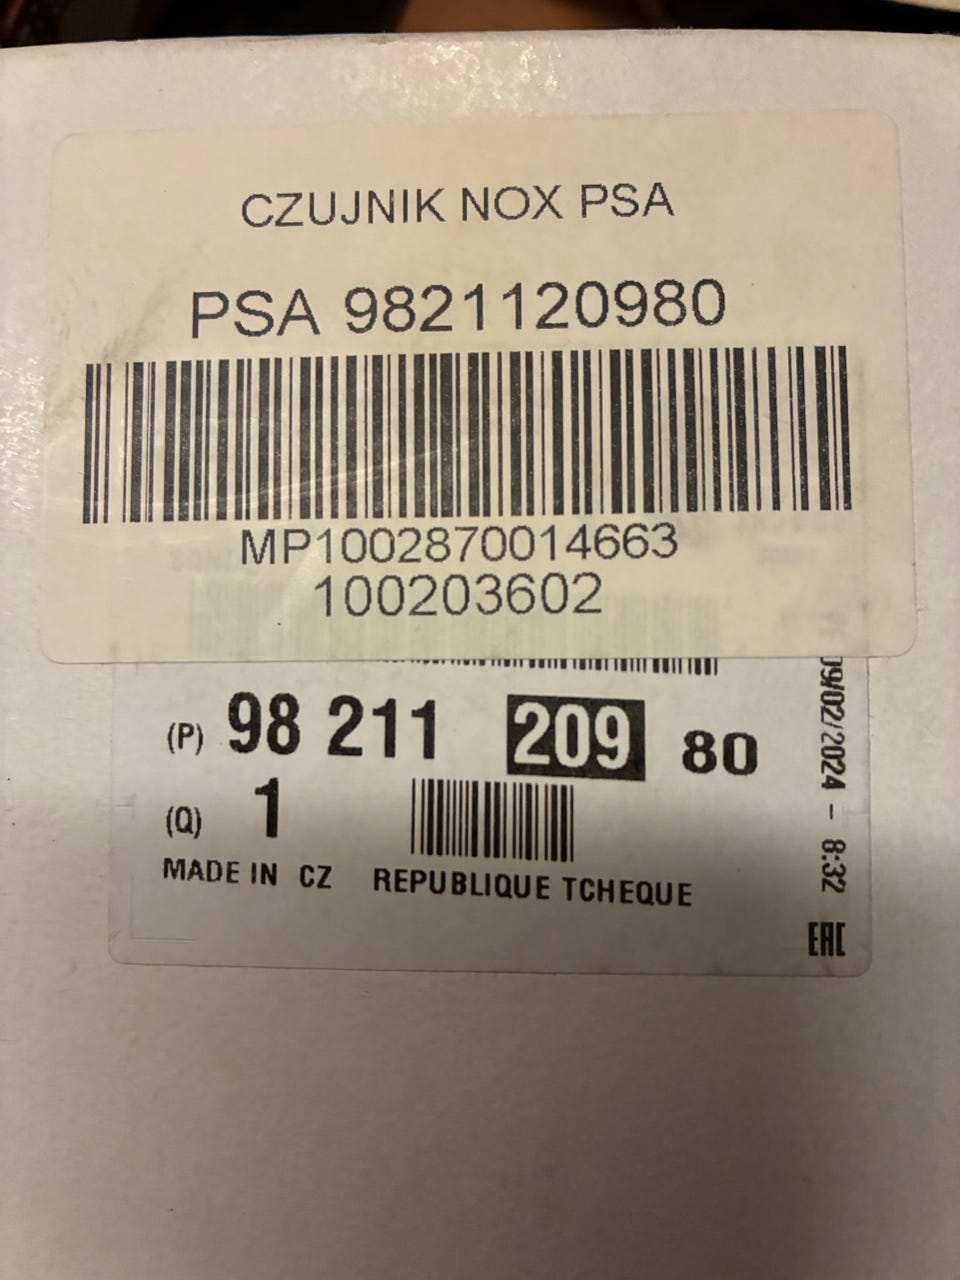 CZUJNIK NOX PSA
PSA 9821120980
MP1002870014663
100203602
(P) 98 211 209 80
(Q) 1
MADE IN CZ REPUBLIQUE TCHEQUE
09/02/2024 - 8:32
EAC